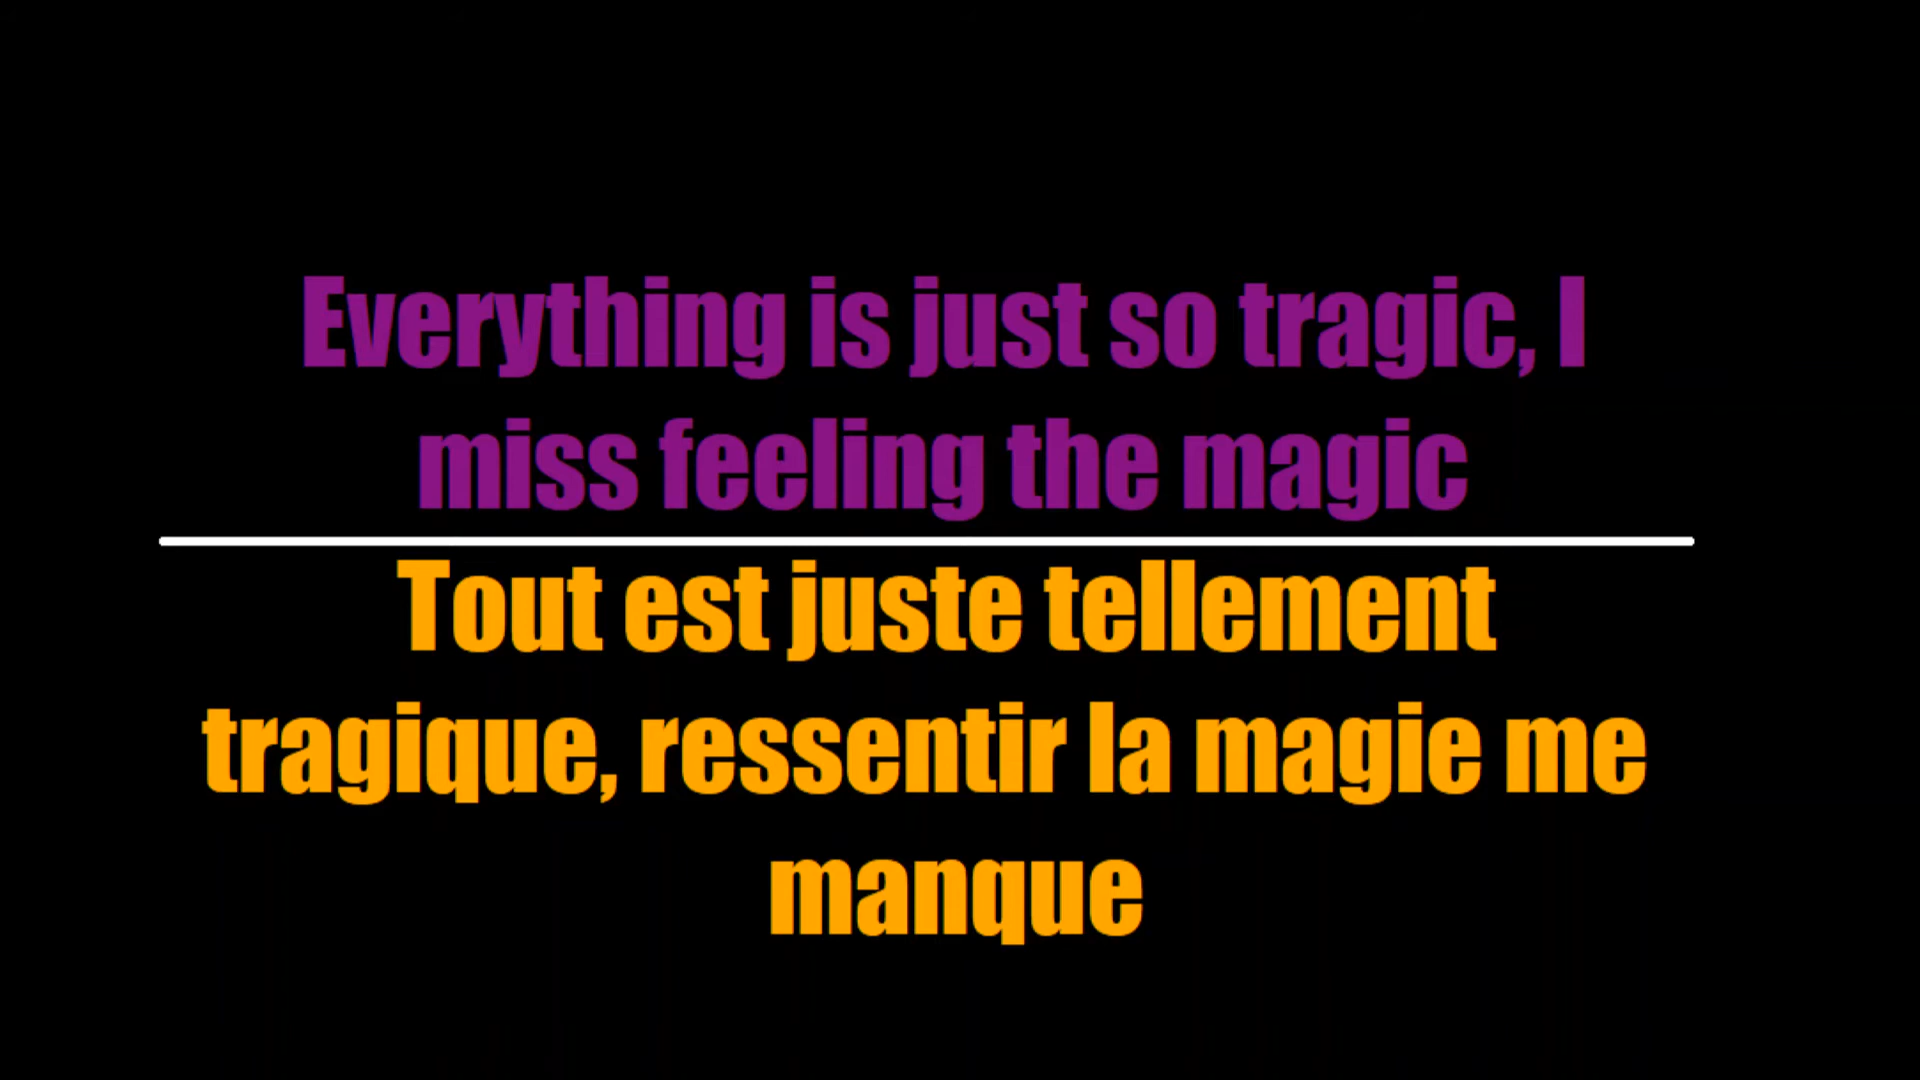 Everything is just so tragic, I
miss feeling the magic
Tout est juste tellement
tragique, ressentir la magie me
manque